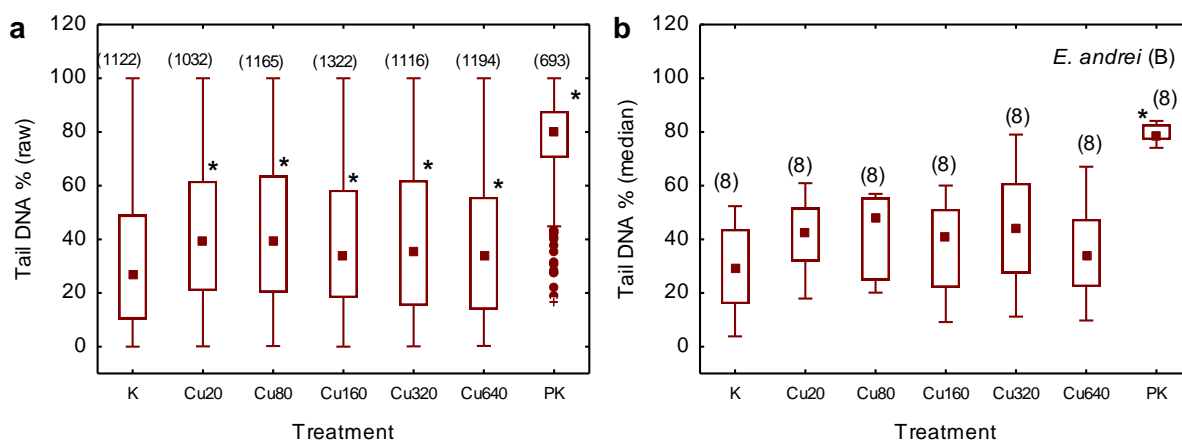 a
Tail DNA % (raw)
120
100
80
60
40
20
0
(1122) (1032) (1165) (1322) (1116) (1194) (693)
* * * * * *
K Cu20 Cu80 Cu160 Cu320 Cu640 PK
Treatment
b
Tail DNA % (median)
120
100
80
60
40
20
0
E. andrei (B)
(8) (8) (8) (8) (8) (8) * (8)
K Cu20 Cu80 Cu160 Cu320 Cu640 PK
Treatment